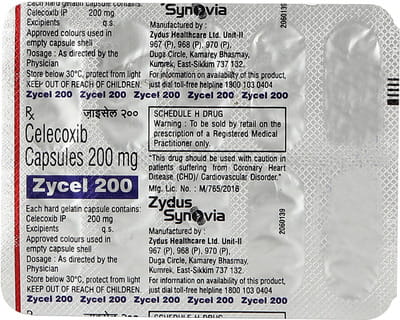 Each hard gelatin capsule contains:
Celecoxib IP 200 mg
Excipients q.s.
Approved colours used in
empty capsule shell
Dosage : As directed by the
Physician
Store below 30°C, protect from light
KEEP OUT OF REACH OF CHILDREN.
Synovia
Manufactured by :
Zydus Healthcare Ltd. Unit-II
967 (P), 968 (P), 970 (P),
Duga Circle, Kamarey Bhasmay,
Kumrek, East-Sikkim 737 132.
For information on availability of this product,
just dial toll-free helpline 1800 103 0404
2060139
Zycel 200 Zycel 200 Zycel 200 Zycel 200 Zycel 200
Rx जाइसेल २००
Celecoxib
Capsules 200 mg
Zycel 200
SCHEDULE H DRUG
Warning : To be sold by retail on the
prescription of a Registered Medical
Practitioner only.
"This drug should be used with caution in
patients suffering from Coronary Heart
Disease (CHD)/ Cardiovascular Disorder."
Mfg. Lic. No. : M/765/2016
Each hard gelatin capsule contains:
Celecoxib IP 200 mg
Excipients q.s.
Approved colours used in
empty capsule shell
Dosage : As directed by the
Physician
Store below 30°C, protect from light
KEEP OUT OF REACH OF CHILDREN.
Zydus
Synovia
Manufactured by :
Zydus Healthcare Ltd. Unit-II
967 (P), 968 (P), 970 (P),
Duga Circle, Kamarey Bhasmay,
Kumrek, East-Sikkim 737 132.
For information on availability of this product,
just dial toll-free helpline 1800 103 0404
2060139
Zycel 200 Zycel 200 Zycel 200 Zycel 200 Zycel 200
Rx जाइसेल २००
SCHEDULE H DRUG